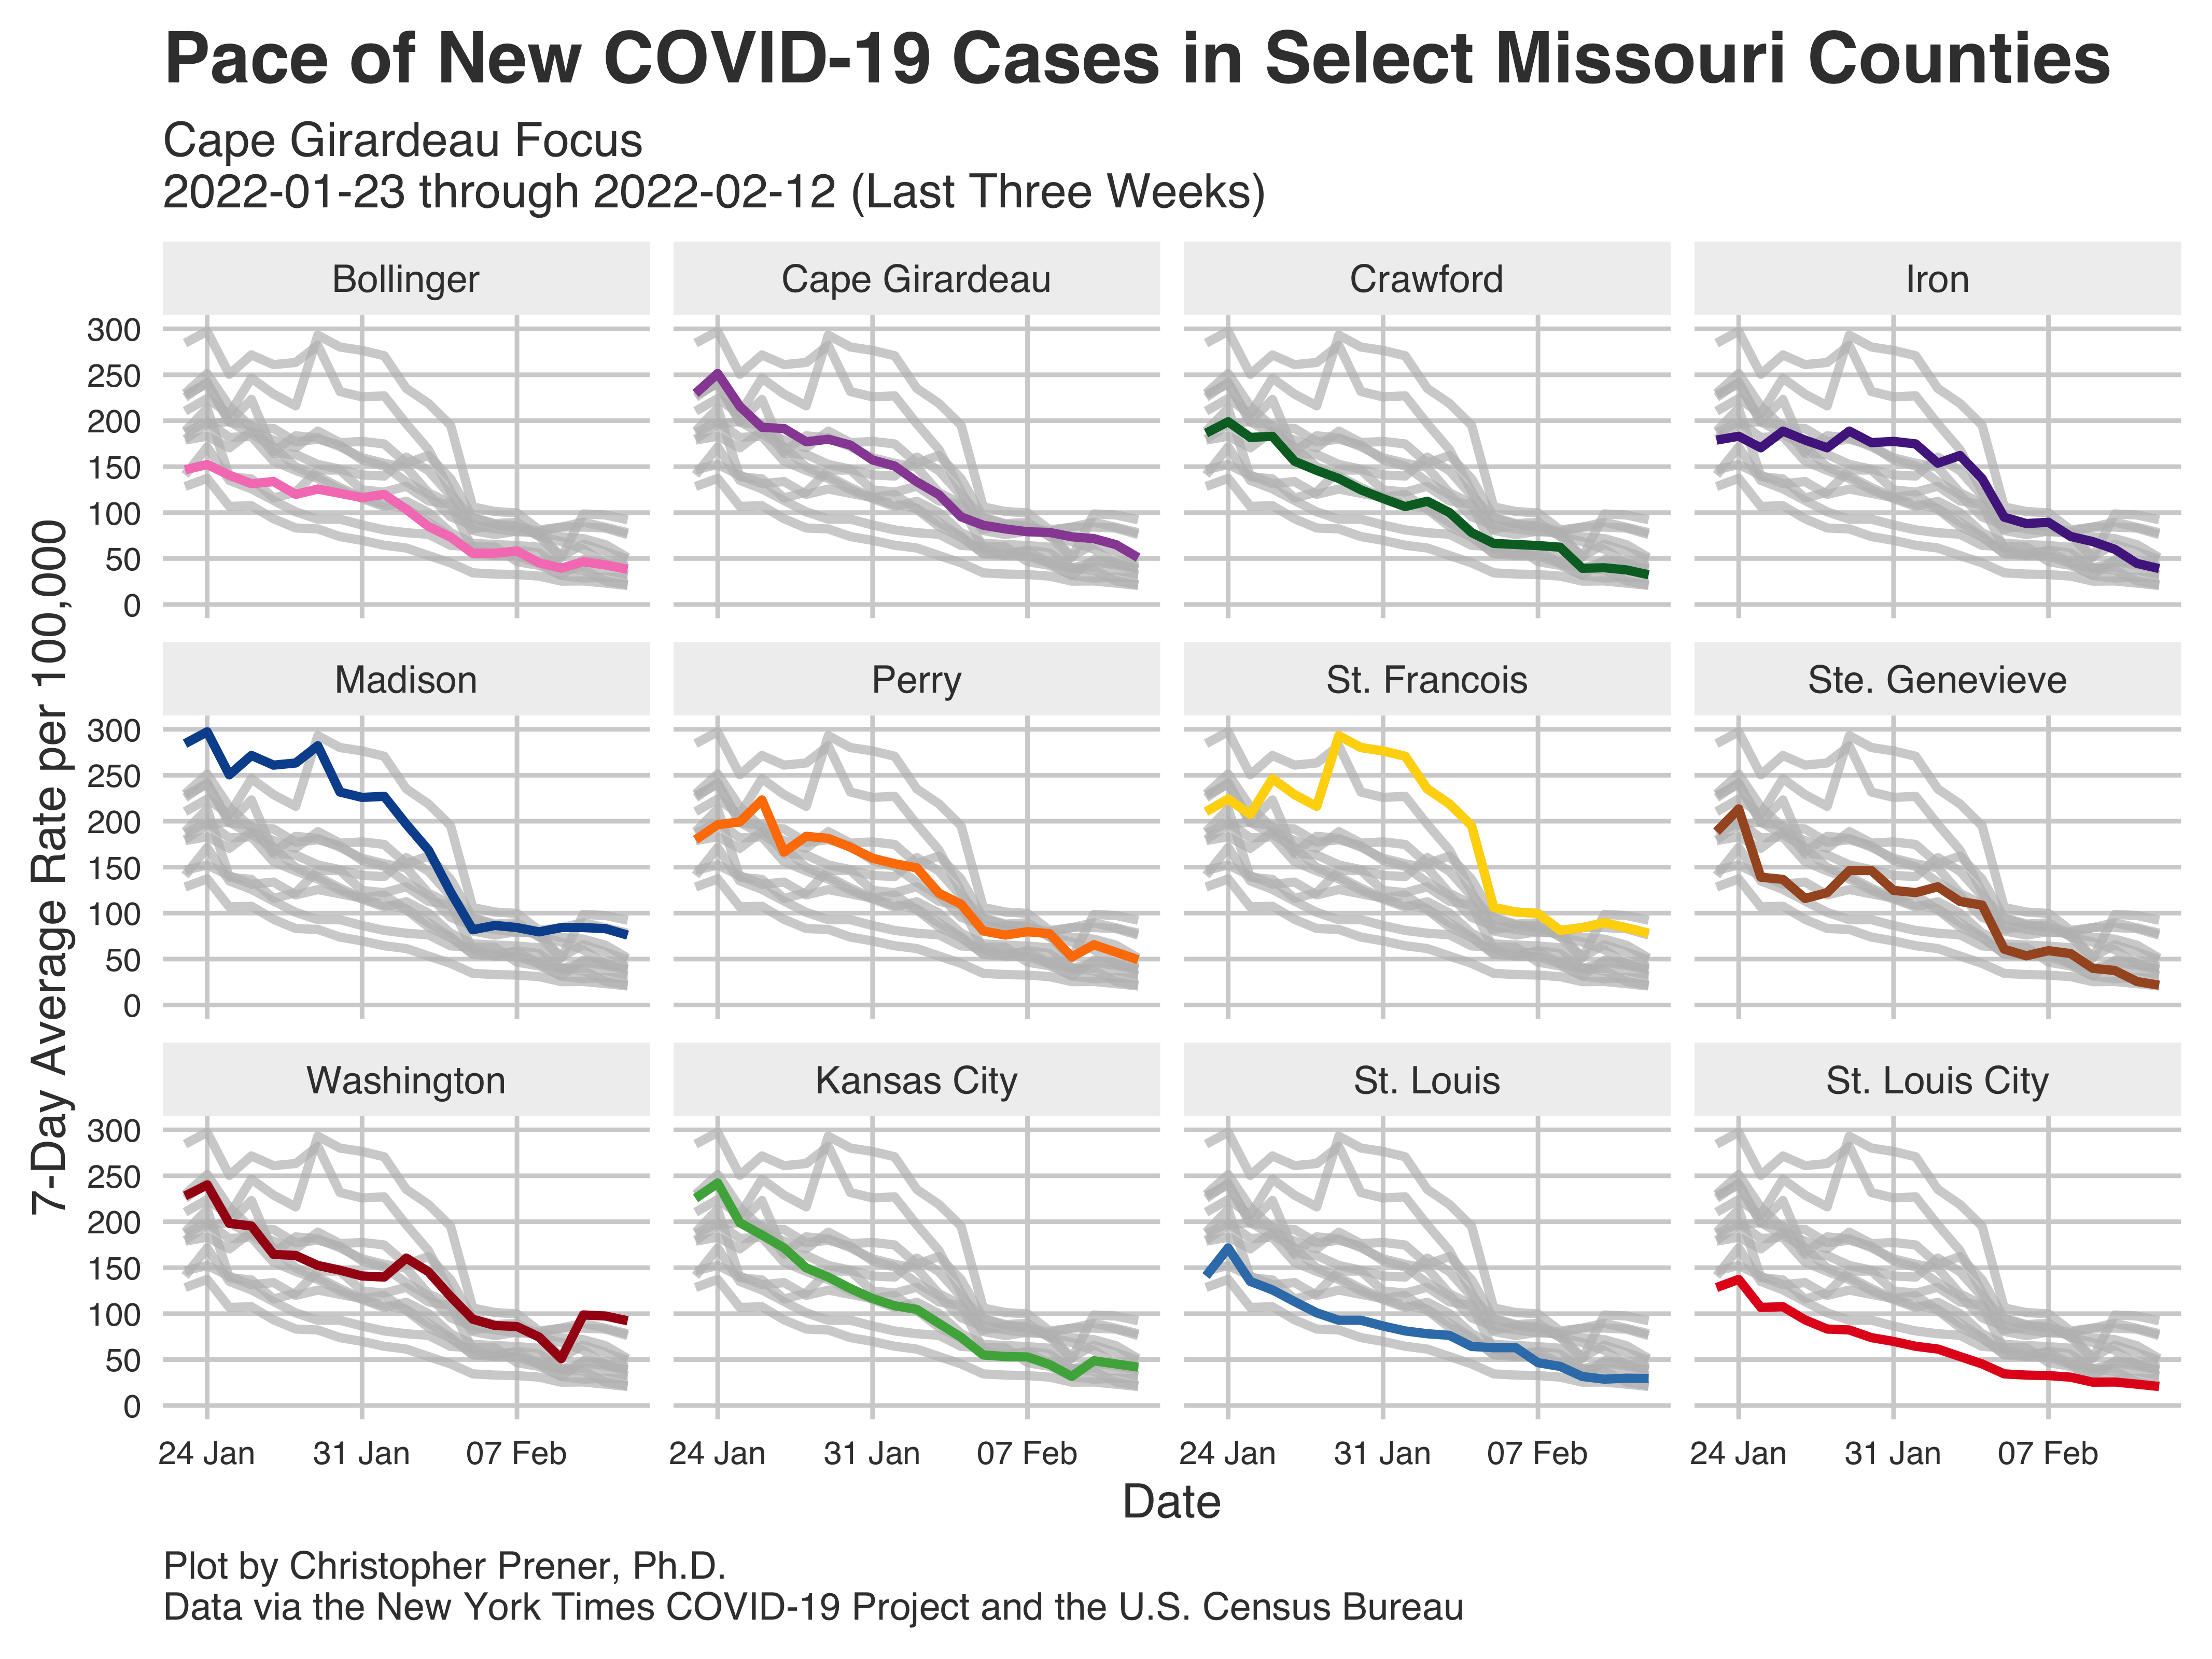 Pace of New COVID-19 Cases in Select Missouri Counties
Cape Girardeau Focus
2022-01-23 through 2022-02-12 (Last Three Weeks)
7-Day Average Rate per 100,000
Bollinger
Cape Girardeau
Crawford
Iron
300
250
200
150
100
50
0
Madison
Perry
St. Francois
Ste. Genevieve
300
250
200
150
100
50
0
Washington
Kansas City
St. Louis
St. Louis City
300
250
200
150
100
50
0
24 Jan 31 Jan 07 Feb
24 Jan 31 Jan 07 Feb
24 Jan 31 Jan 07 Feb
24 Jan 31 Jan 07 Feb
Date
Plot by Christopher Prener, Ph.D.
Data via the New York Times COVID-19 Project and the U.S. Census Bureau